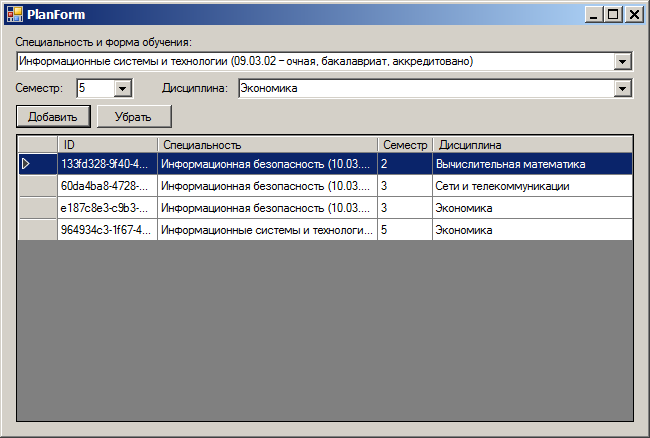 PlanForm
Специальность и форма обучения:
Информационные системы и технологии (09.03.02 – очная, бакалавриат, аккредитовано)
Семестр: 5 Дисциплина: Экономика
Добавить Убрать
ID Специальность Семестр Дисциплина
133fd328-9f40-4... Информационная безопасность (10.03.... 2 Вычислительная математика
60da4ba8-4728-... Информационная безопасность (10.03.... 3 Сети и телекоммуникации
e187c8e3-c9b3-... Информационная безопасность (10.03.... 3 Экономика
964934c3-1f67-4... Информационные системы и технологи... 5 Экономика